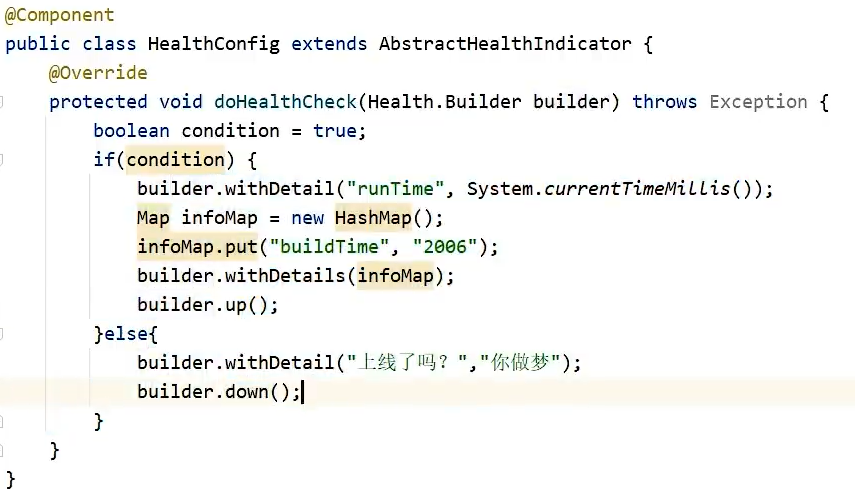 @Component
public class HealthConfig extends AbstractHealthIndicator {
    @Override
    protected void doHealthCheck(Health.Builder builder) throws Exception {
        boolean condition = true;
        if(condition) {
            builder.withDetail("runTime", System.currentTimeMillis());
            Map infoMap = new HashMap();
            infoMap.put("buildTime", "2006");
            builder.withDetails(infoMap);
            builder.up();
        }else{
            builder.withDetail("上线了吗？","你做梦");
            builder.down();
        }
    }
}